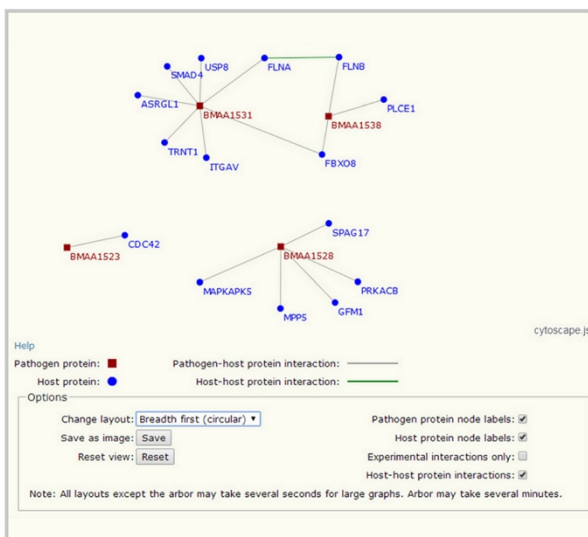 USP8
SMAD4
FLNA
FLNB
ASRGL1
BMAA1531
PLCE1
BMAA1538
TRNT1
FBXO8
ITGAV
SPAG17
CDC42
BMAA1523
BMAA1528
MAPKAPK5
PRKACB
GFM1
MPP5
cytoscape.js
Help
Pathogen protein: Pathogen-host protein interaction:
Host protein: Host-host protein interaction:
Options
Change layout: Breadth first (circular) Pathogen protein node labels:
Save as image: Save Host protein node labels:
Reset view: Reset Experimental interactions only:
Host-host protein interactions:
Note: All layouts except the arbor may take several seconds for large graphs. Arbor may take several minutes.